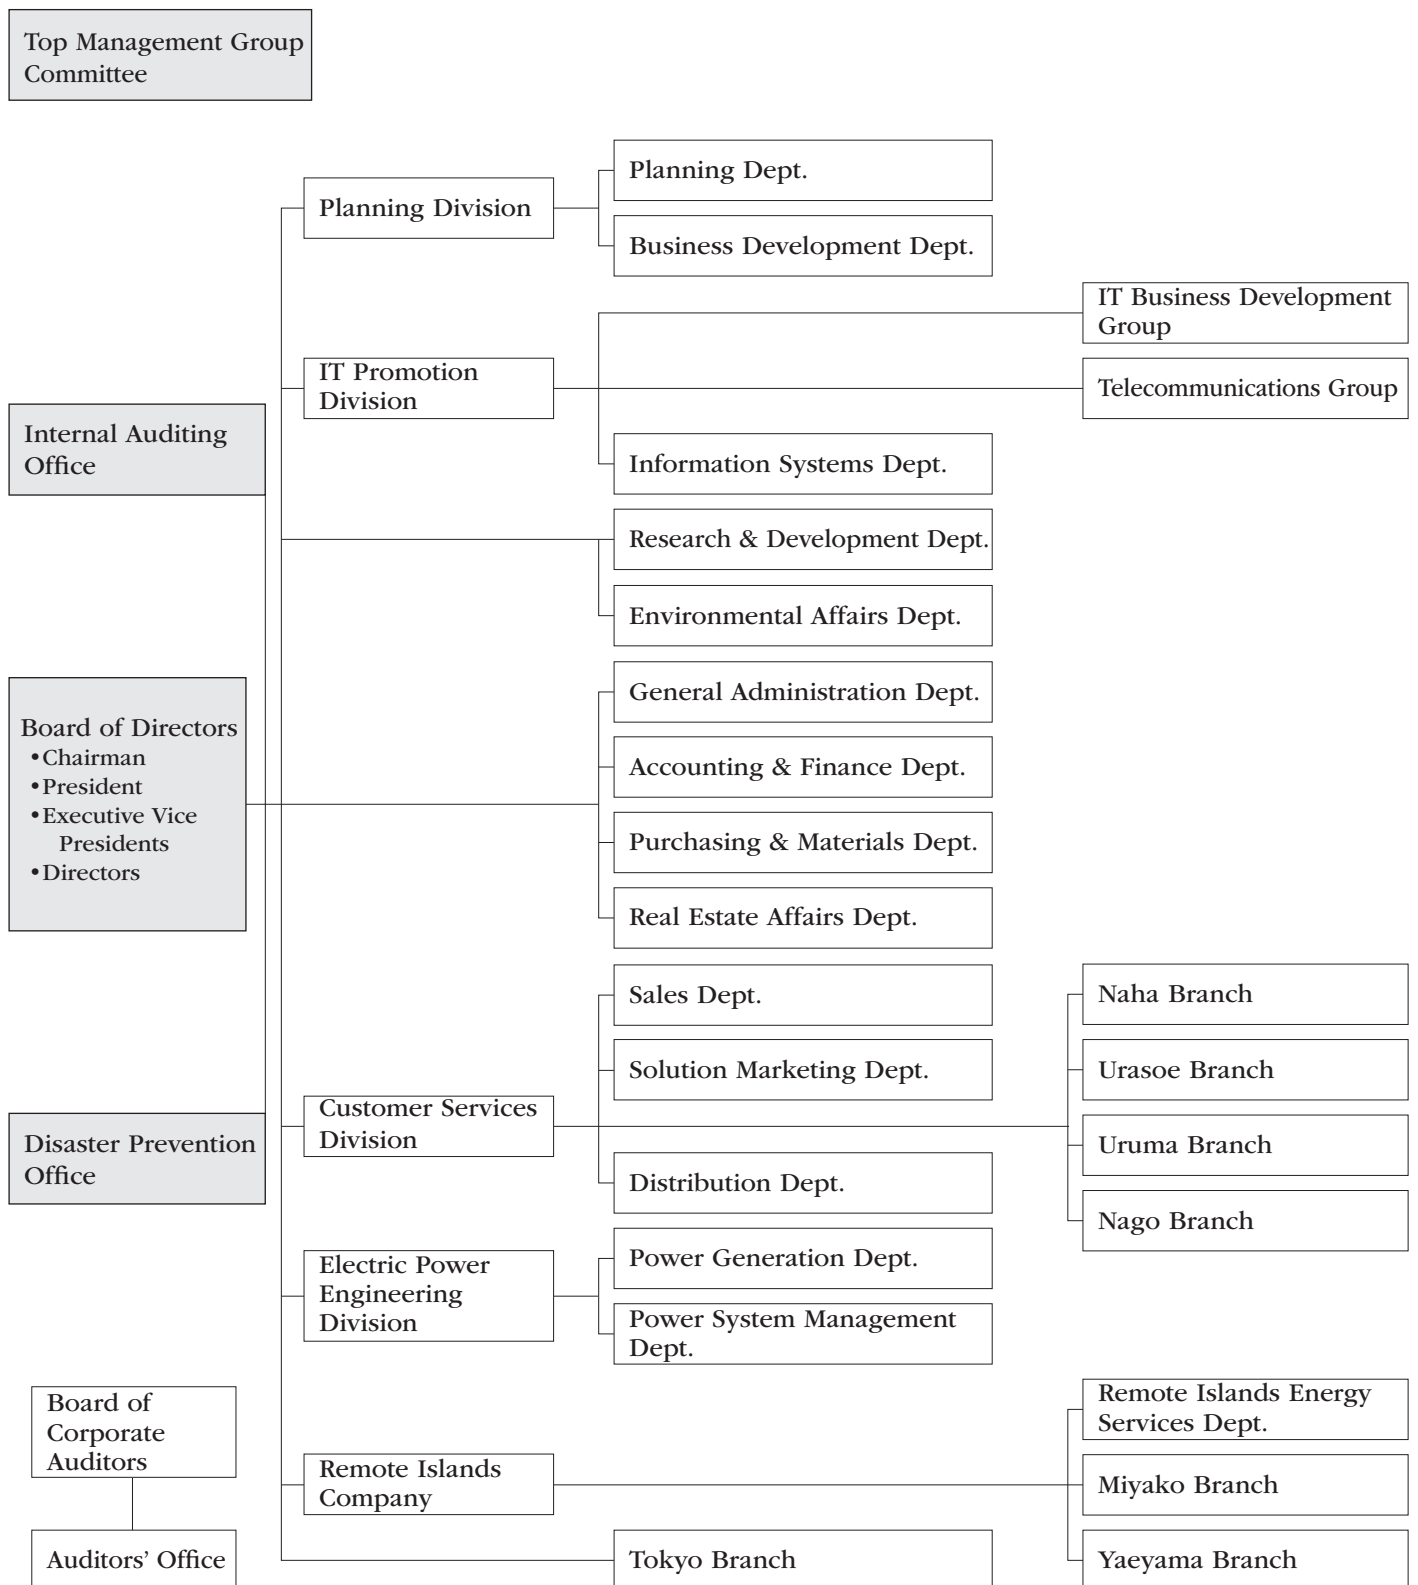 Top Management Group
Committee
Planning Division
Planning Dept.
Business Development Dept.
IT Promotion
Division
IT Business Development
Group
Telecommunications Group
Information Systems Dept.
Internal Auditing
Office
Research & Development Dept.
Environmental Affairs Dept.
Board of Directors
•Chairman
•President
•Executive Vice
Presidents
•Directors
General Administration Dept.
Accounting & Finance Dept.
Purchasing & Materials Dept.
Real Estate Affairs Dept.
Disaster Prevention
Office
Customer Services
Division
Sales Dept.
Solution Marketing Dept.
Distribution Dept.
Naha Branch
Urasoe Branch
Uruma Branch
Nago Branch
Electric Power
Engineering
Division
Power Generation Dept.
Power System Management
Dept.
Board of
Corporate
Auditors
Auditors’ Office
Remote Islands
Company
Remote Islands Energy
Services Dept.
Miyako Branch
Yaeyama Branch
Tokyo Branch